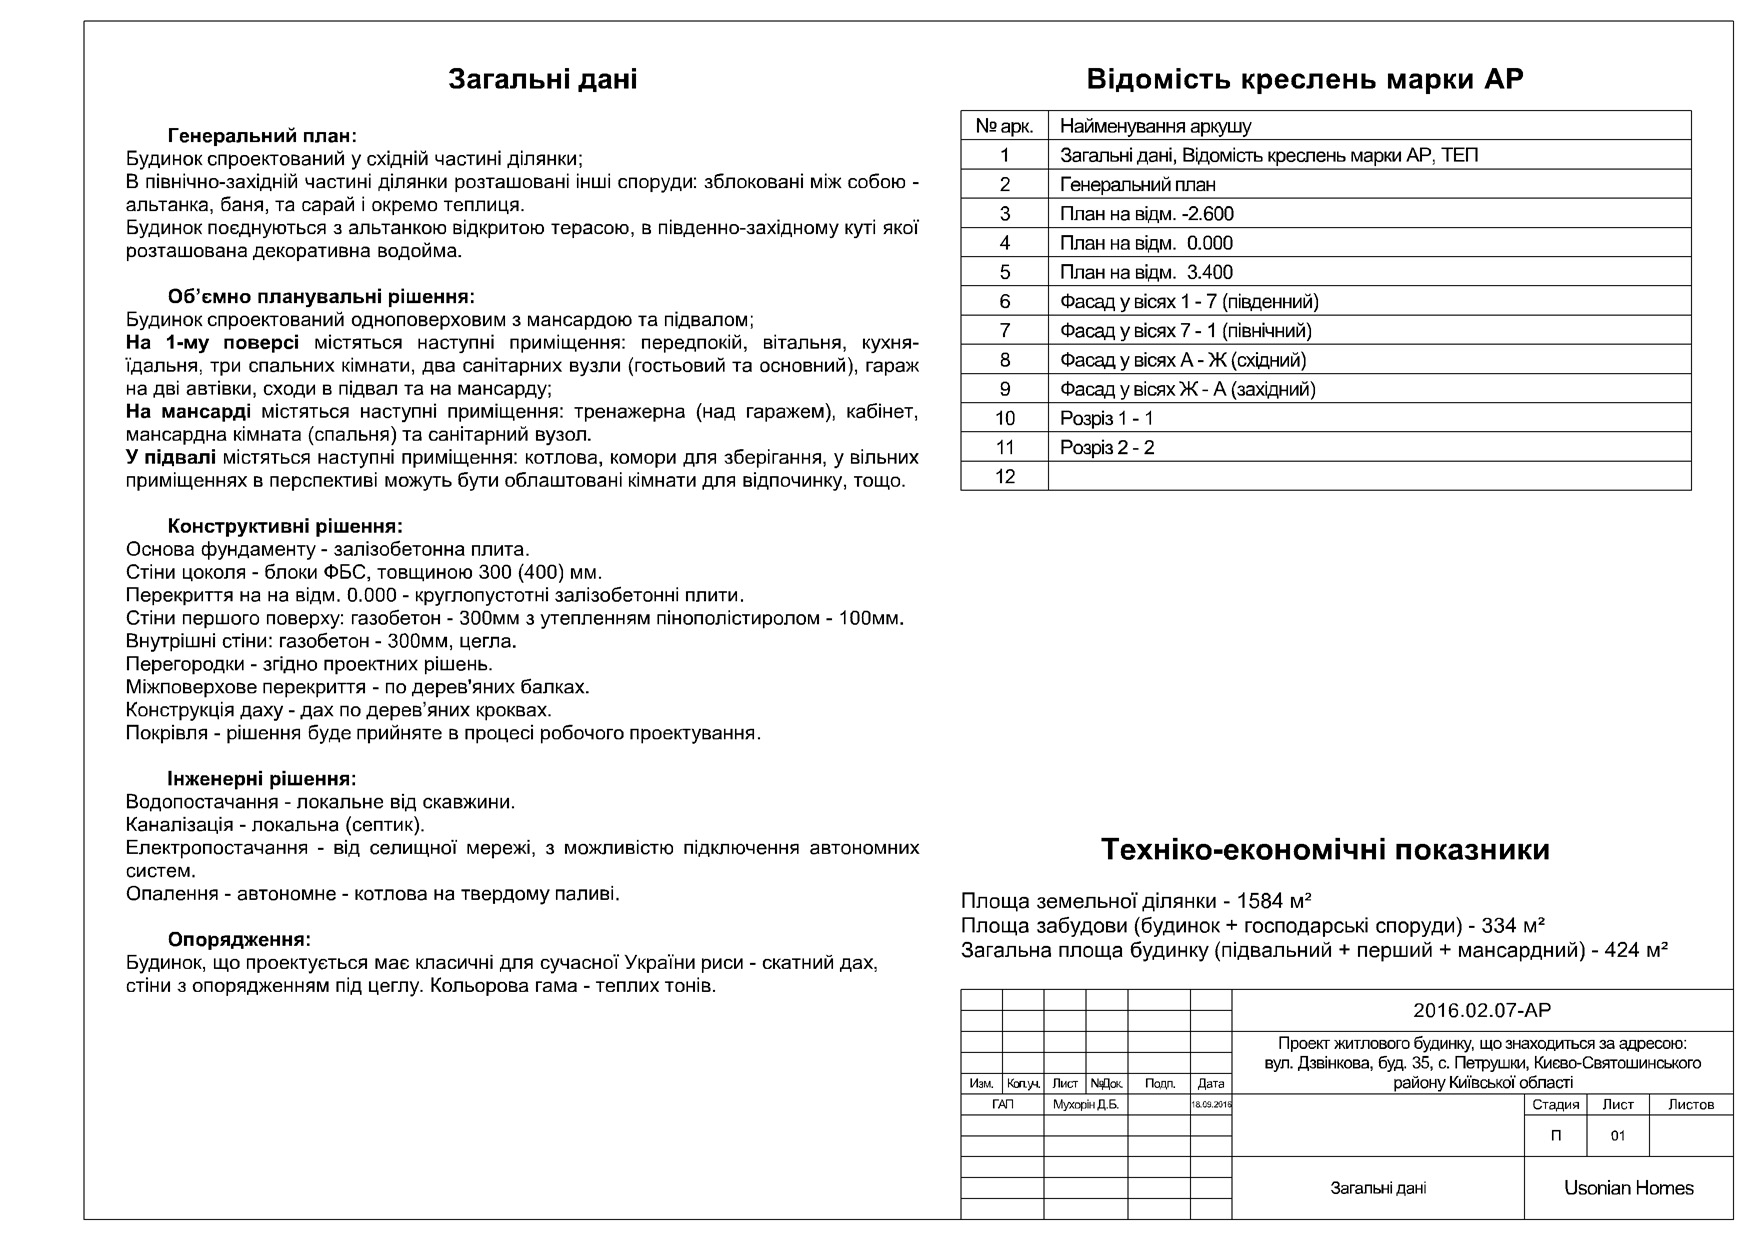 Загальні дані
Генеральний план:
Будинок спроектований у східній частині ділянки;
В північно-західній частині ділянки розташовані інші споруди: зблоковані між собою -
альтанка, баня, та сарай і окремо теплиця.
Будинок поєднуються з альтанкою відкритою терасою, в південно-західному куті якої
розташована декоративна водойма.
Об’ємно планувальні рішення:
Будинок спроектований одноповерховим з мансардою та підвалом;
На 1-му поверсі містяться наступні приміщення: передпокій, вітальня, кухня-
їдальня, три спальних кімнати, два санітарних вузли (гостьовий та основний), гараж
на дві автівки, сходи в підвал та на мансарду;
На мансарді містяться наступні приміщення: тренажерна (над гаражем), кабінет,
мансардна кімната (спальня) та санітарний вузол.
У підвалі містяться наступні приміщення: котлова, комори для зберігання, у вільних
приміщеннях в перспективі можуть бути облаштовані кімнати для відпочинку, тощо.
Конструктивні рішення:
Основа фундаменту - залізобетонна плита.
Стіни цоколя - блоки ФБС, товщиною 300 (400) мм.
Перекриття на на відм. 0.000 - круглопустотні залізобетонні плити.
Стіни першого поверху: газобетон - 300мм з утепленням пінополістиролом - 100мм.
Внутрішні стіни: газобетон - 300мм, цегла.
Перегородки - згідно проектних рішень.
Міжповерхове перекриття - по дерев'яних балках.
Конструкція даху - дах по дерев’яних кроквах.
Покрівля - рішення буде прийняте в процесі робочого проектування.
Інженерні рішення:
Водопостачання - локальне від скавжини.
Каналізація - локальна (септик).
Електропостачання - від селищної мережі, з можливістю підключення автономних
систем.
Опалення - автономне - котлова на твердому паливі.
Опорядження:
Будинок, що проектується має класичні для сучасної України риси - скатний дах,
стіни з опорядженням під цеглу. Кольорова гама - теплих тонів.
Відомість креслень марки АР
№ арк. Найменування аркушу
1 Загальні дані, Відомість креслень марки АР, ТЕП
2 Генеральний план
3 План на відм. -2.600
4 План на відм. 0.000
5 План на відм. 3.400
6 Фасад у вісях 1 - 7 (південний)
7 Фасад у вісях 7 - 1 (північний)
8 Фасад у вісях А - Ж (східний)
9 Фасад у вісях Ж - А (західний)
10 Розріз 1 - 1
11 Розріз 2 - 2
12
Техніко-економічні показники
Площа земельної ділянки - 1584 м²
Площа забудови (будинок + господарські споруди) - 334 м²
Загальна площа будинку (підвальний + перший + мансардний) - 424 м²
2016.02.07-АР
Проект житлового будинку, що знаходиться за адресою:
вул. Дзвінкова, буд. 35, с. Петрушки, Києво-Святошинського
району Київської області
Изм. Кол.уч. Лист №Док. Подп. Дата
ГАП Мухорін Д.Б. 18.09.2016
Стадия Лист Листов
П 01
Загальні дані
Usonian Homes